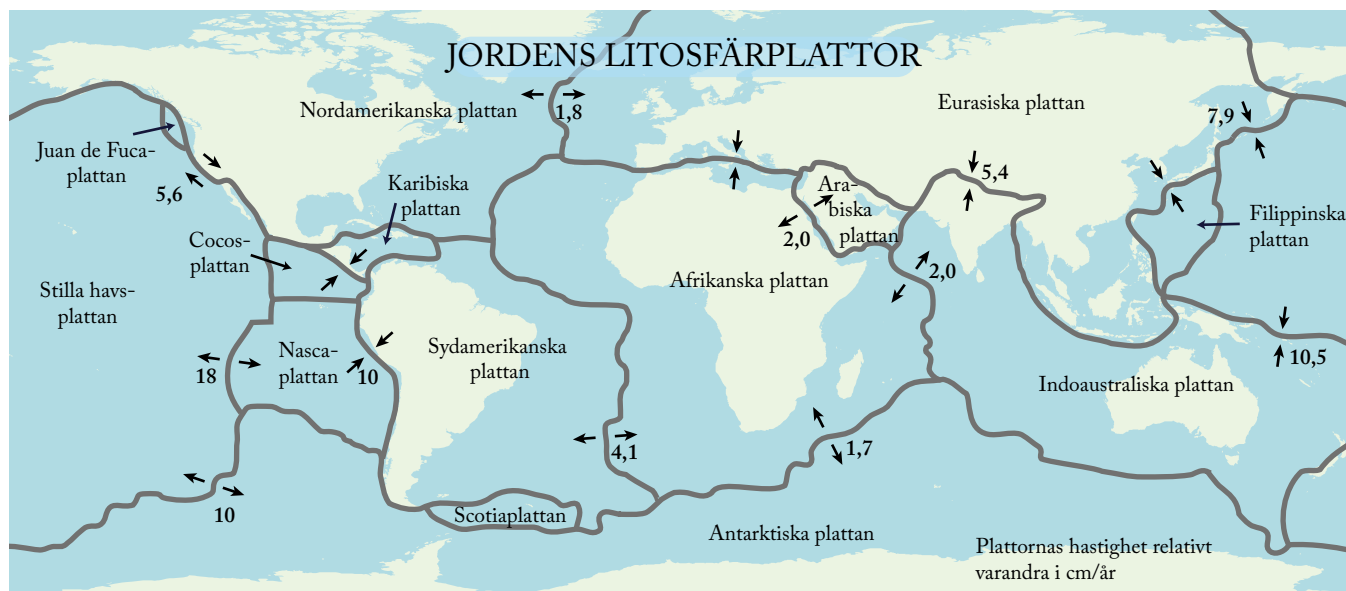 JORDENS LITOSFÄRPLATTOR
Nordamerikanska plattan
1,8
Eurasiska plattan
7,9
Juan de Fuca-
plattan
5,6
Karibiska
plattan
Cocos-
plattan
Stilla havs-
plattan
Ara-
biska
plattan
2,0
5,4
Filippinska
plattan
Afrikanska plattan
2,0
Nasca-
plattan
18
10
Sydamerikanska
plattan
10,5
Indoaustraliska plattan
4,1
1,7
10
Scotiaplattan
Antarktiska plattan
Plattornas hastighet relativt
varandra i cm/år